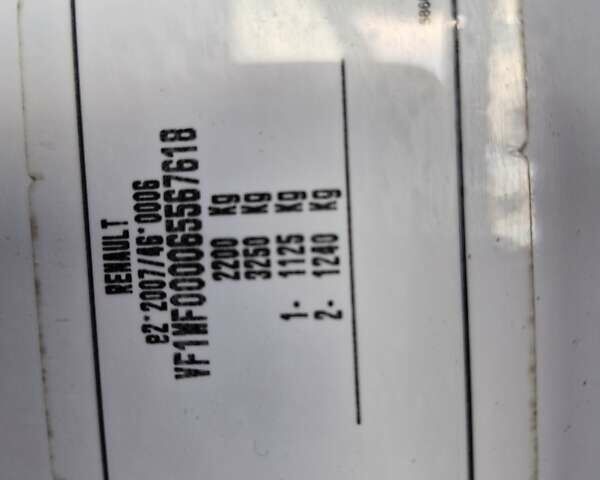 RENAULT
e2*2007/46*0006
VF1MF000065567618
2200 Kg
3250 Kg
1- 1125 Kg
2- 1240 Kg